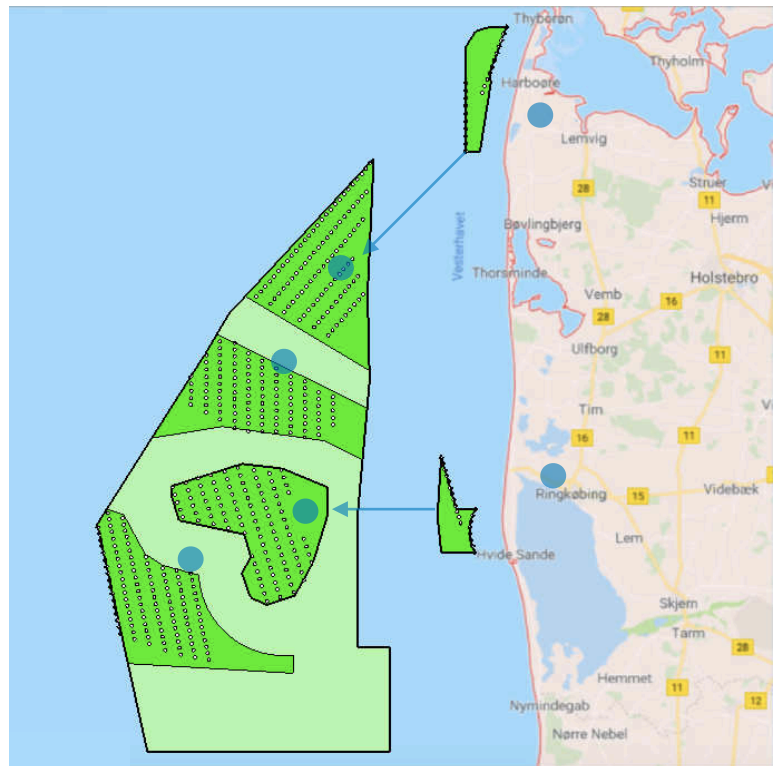 Thyborøn
Thyholm
Harboøre
Lemvig
Struer
28
11
Hjerm
Vesterhavet
Bøvlingbjerg
Thorsminde
Holstebro
Vemb
16
28
Ulfborg
11
Tim
16
11
Ringkøbing
15
Videbæk
Hvide Sande
Lem
Skjern
Tarm
28
Hemmet
11
12
Nymindegab
Nørre Nebel